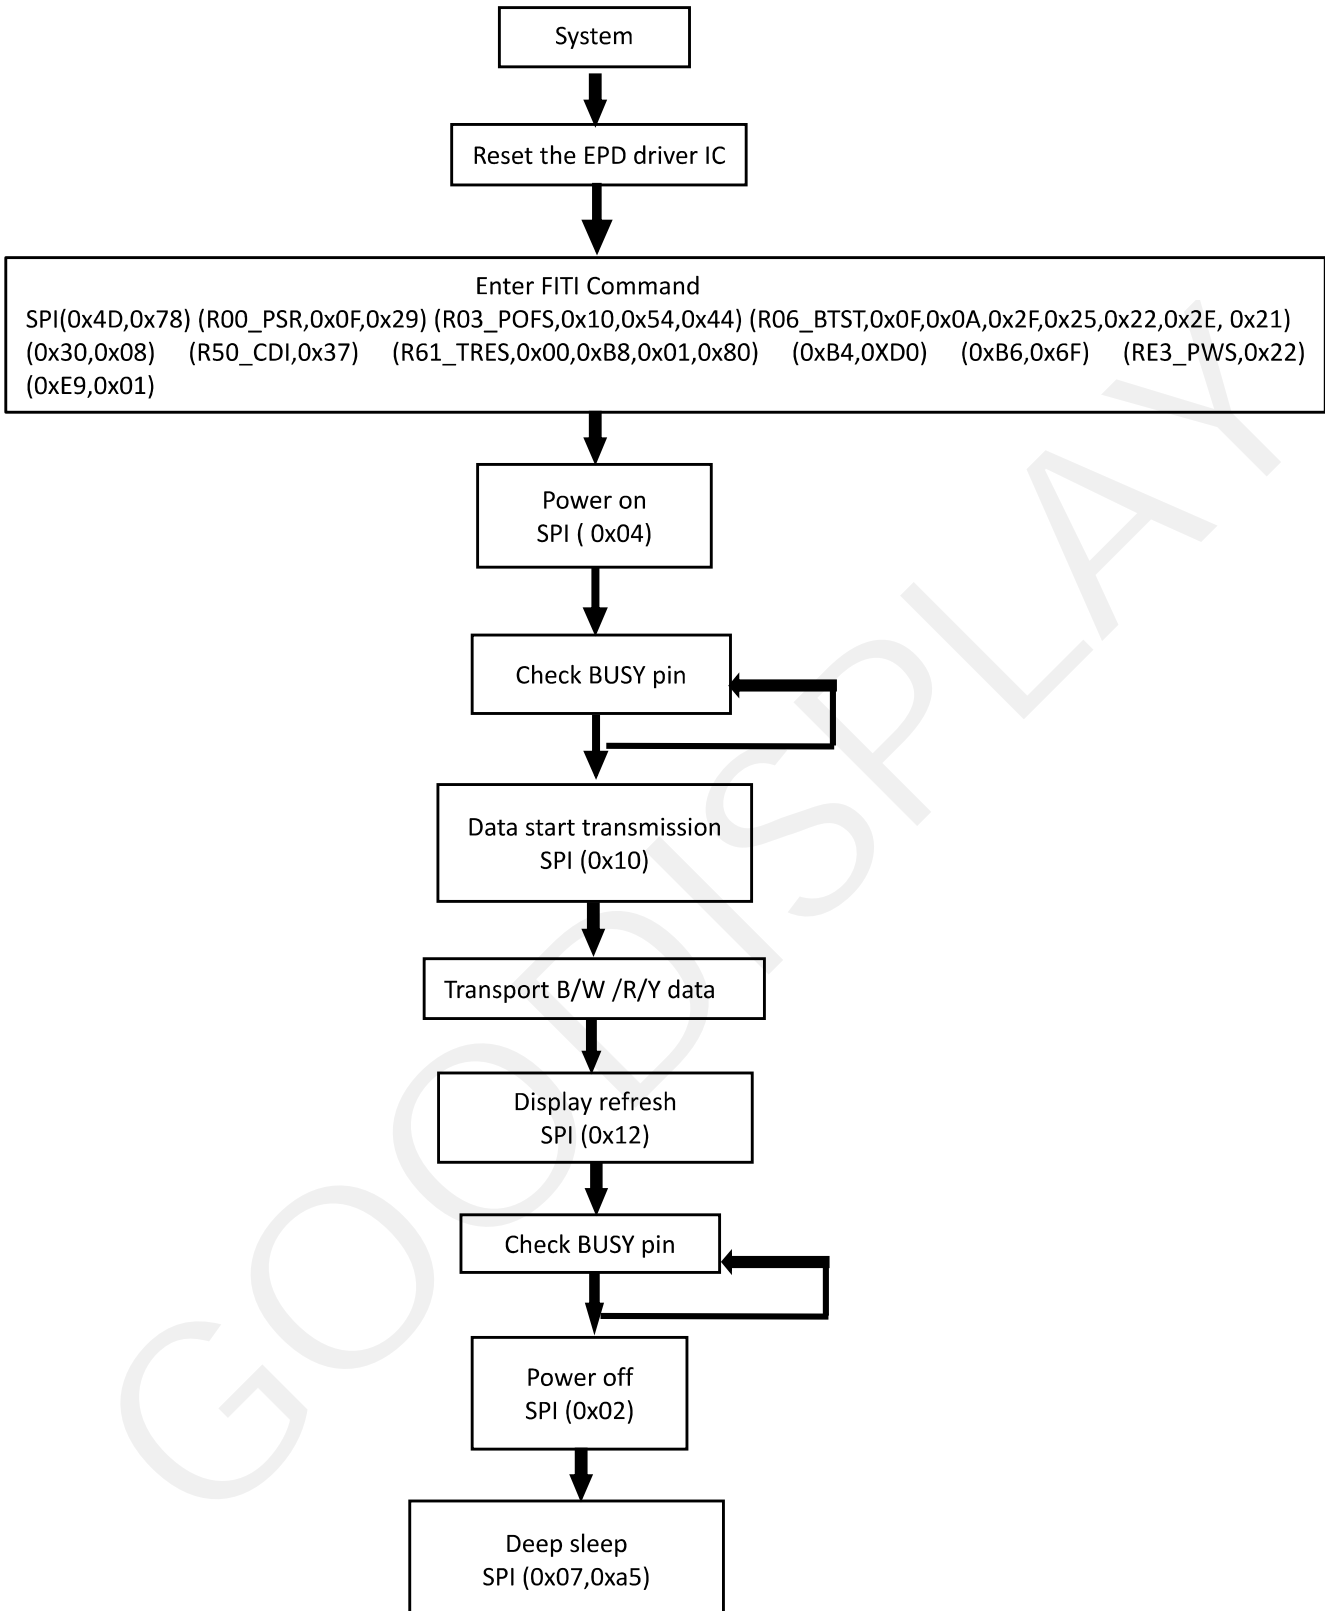 System
Reset the EPD driver IC
Enter FITI Command
SPI(0x4D,0x78) (R00_PSR,0x0F,0x29) (R03_POFS,0x10,0x54,0x44) (R06_BTST,0x0F,0x0A,0x2F,0x25,0x22,0x2E, 0x21)
(0x30,0x08) (R50_CDI,0x37) (R61_TRES,0x00,0xB8,0x01,0x80) (0xB4,0XD0) (0xB6,0x6F) (RE3_PWS,0x22)
(0xE9,0x01)
Power on
SPI ( 0x04)
Check BUSY pin
Data start transmission
SPI (0x10)
Transport B/W /R/Y data
Display refresh
SPI (0x12)
Check BUSY pin
Power off
SPI (0x02)
Deep sleep
SPI (0x07,0xa5)
GOODISPLAY